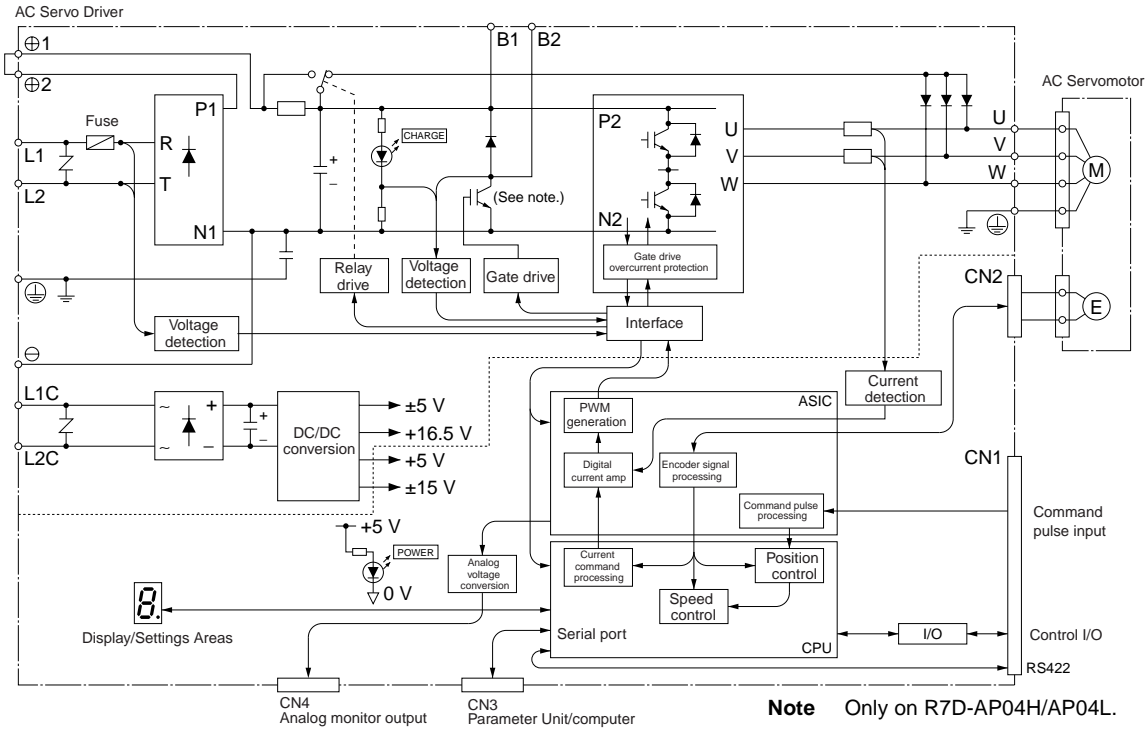 AC Servo Driver
⊕1
⊕2
B1
B2
AC Servomotor
P1
Fuse
CHARGE
P2
U
U
L1
R
+
V
V
–
W
W
M
L2
T
(See note.)
N1
N2
Gate drive
overcurrent protection
Relay
drive
Voltage
detection
Gate drive
CN2
E
Voltage
detection
Interface
⊖
Current
detection
L1C
~
+
+
±5 V
PWM
generation
ASIC
DC/DC
conversion
+16.5 V
~
–
–
L2C
+5 V
Digital
current amp
Encoder signal
processing
CN1
±15 V
Command pulse
processing
Command
pulse input
+5 V
POWER
Analog
voltage
conversion
Current
command
processing
Position
control
0 V
8.
Speed
control
Display/Settings Areas
Serial port
CPU
I/O
Control I/O
RS422
CN4
Analog monitor output
CN3
Parameter Unit/computer
Note Only on R7D-AP04H/AP04L.